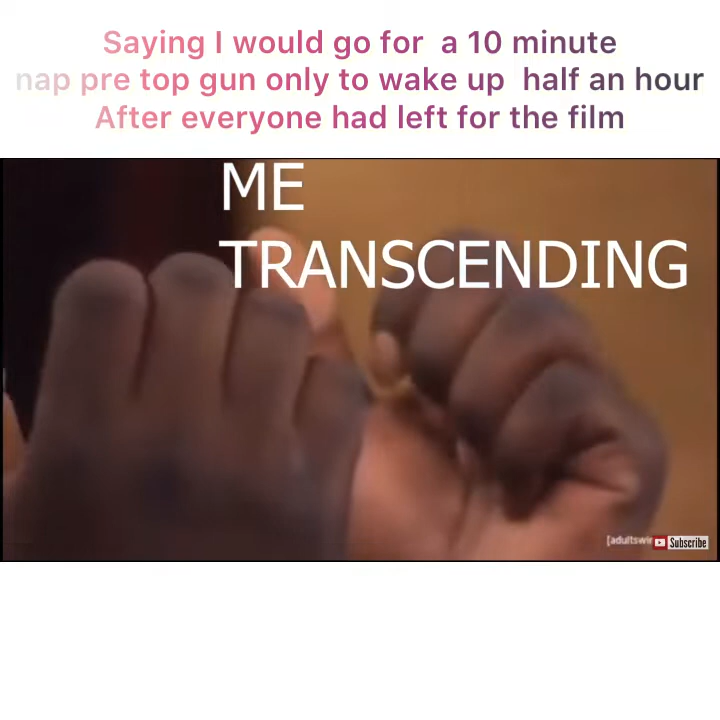 Saying I would go for a 10 minute
nap pre top gun only to wake up half an hour
After everyone had left for the film
ME
TRANSCENDING
[adultswi
Subscribe